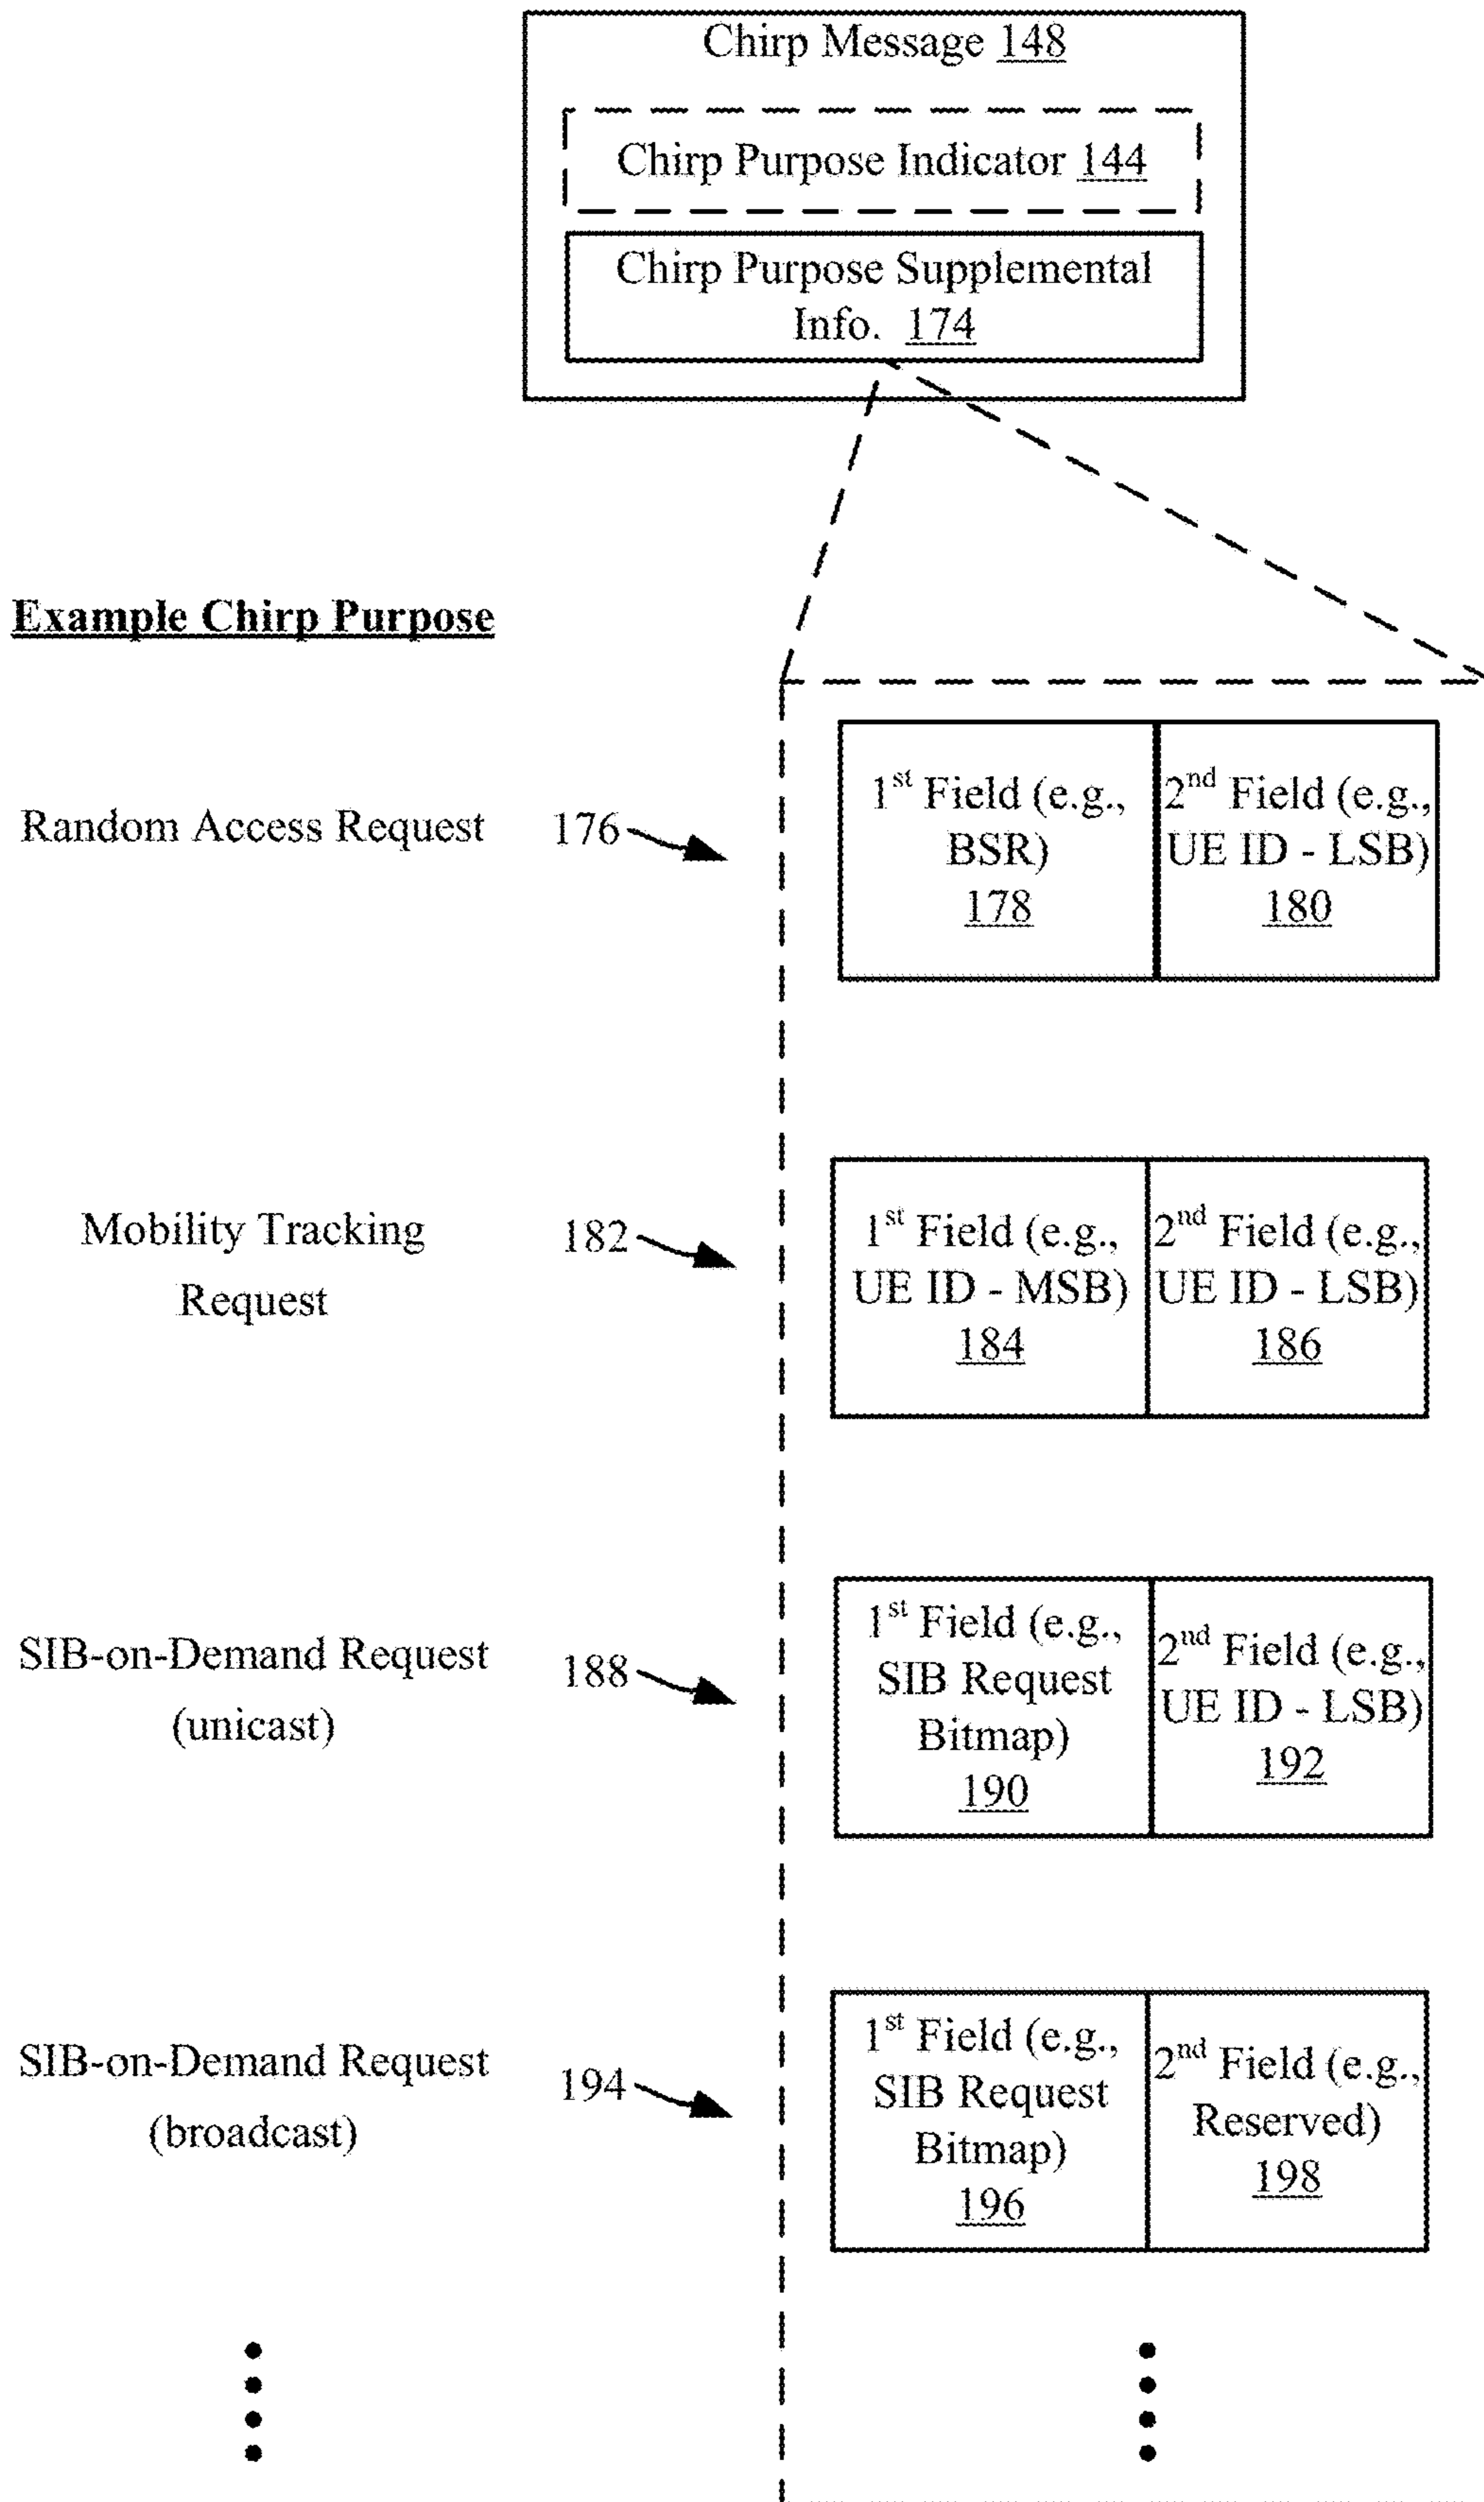 Chirp Message 148
Chirp Purpose Indicator 144
Chirp Purpose Supplemental
Info. 174
Example Chirp Purpose
Random Access Request
176
1st Field (e.g.,
BSR)
178
2nd Field (e.g.,
UE ID - LSB)
180
Mobility Tracking
Request
182
1st Field (e.g.,
UE ID - MSB)
184
2nd Field (e.g.,
UE ID - LSB)
186
SIB-on-Demand Request
(unicast)
188
1st Field (e.g.,
SIB Request
Bitmap)
190
2nd Field (e.g.,
UE ID - LSB)
192
SIB-on-Demand Request
(broadcast)
194
1st Field (e.g.,
SIB Request
Bitmap)
196
2nd Field (e.g.,
Reserved)
198